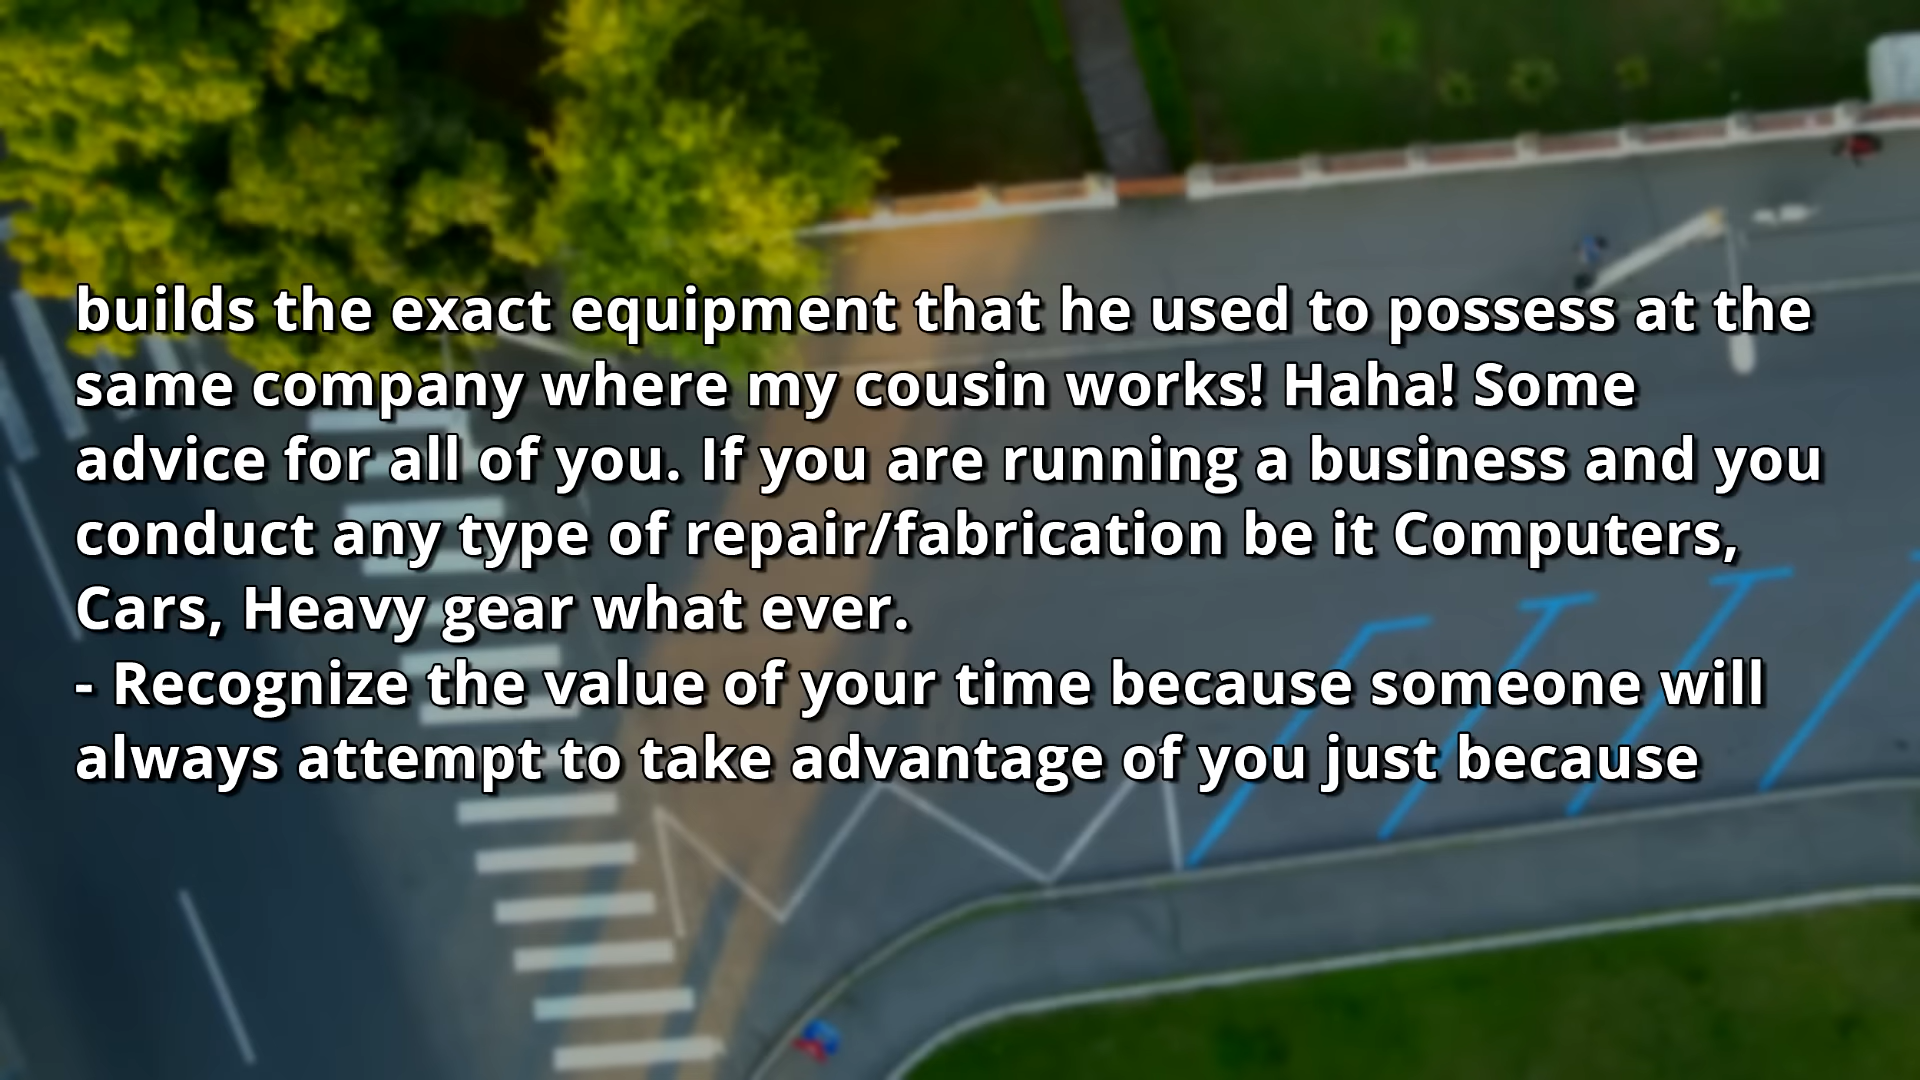 builds the exact equipment that he used to possess at the
same company where my cousin works! Haha! Some
advice for all of you. If you are running a business and you
conduct any type of repair/fabrication be it Computers,
Cars, Heavy gear what ever.
- Recognize the value of your time because someone will
always attempt to take advantage of you just because